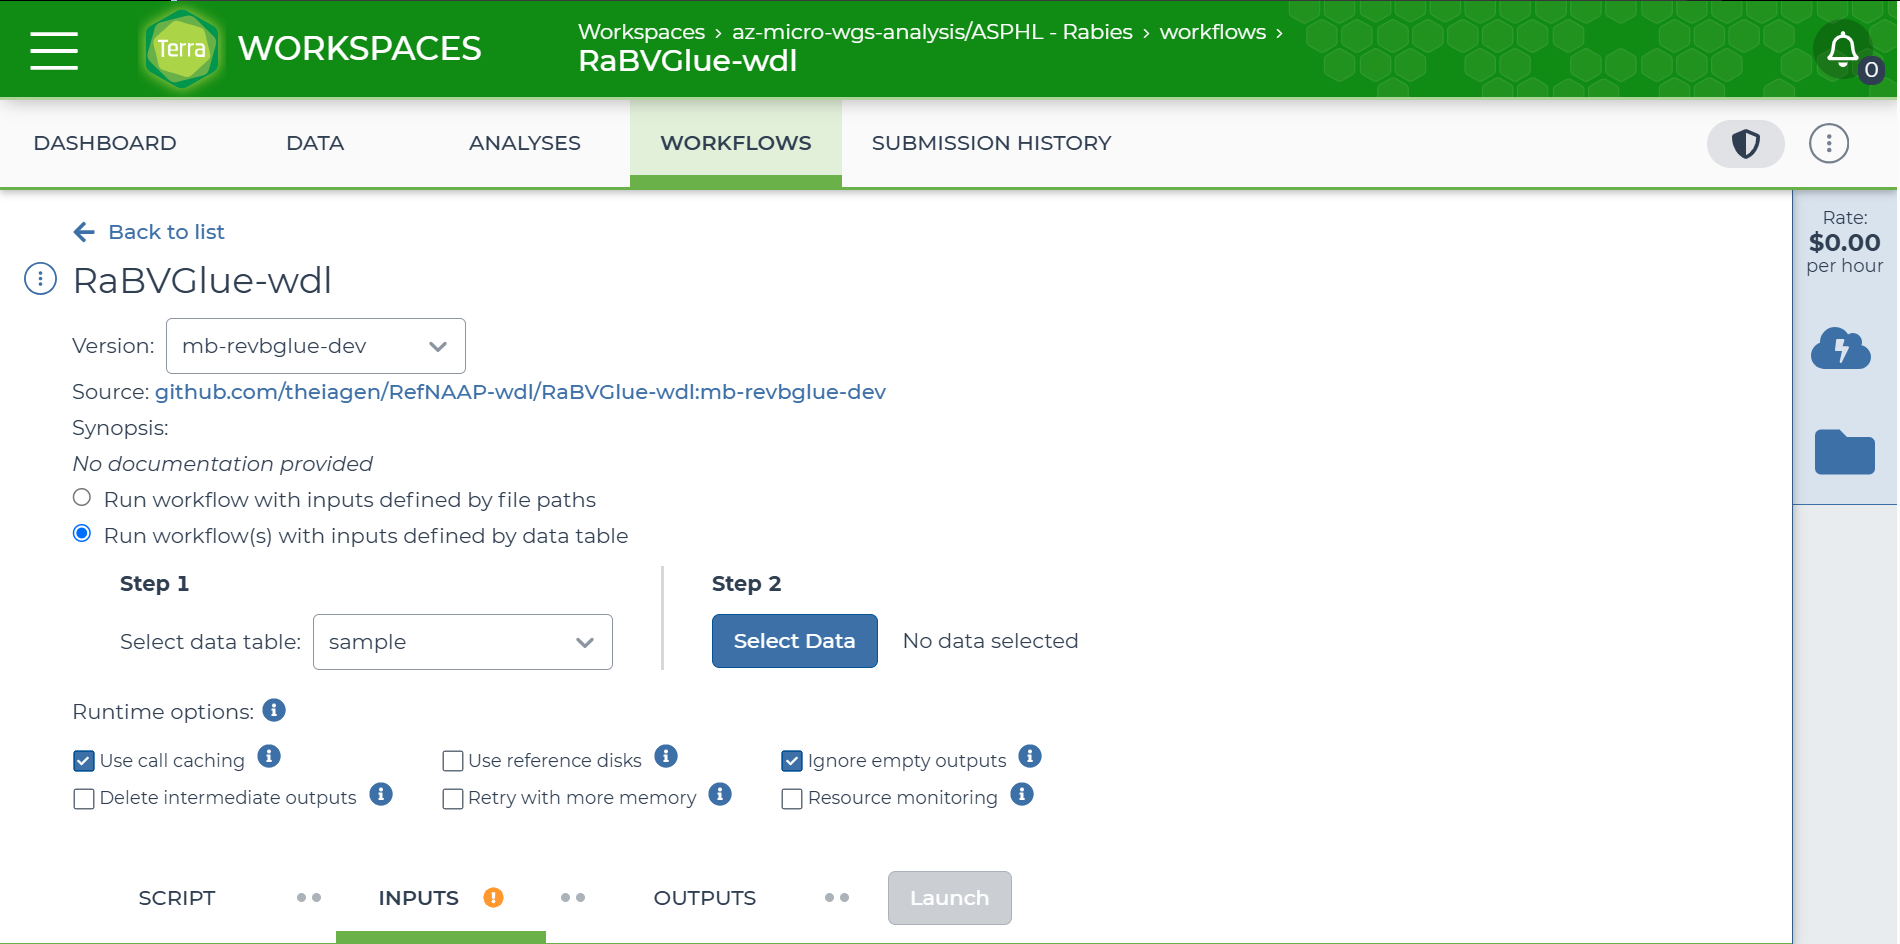 Terra
WORKSPACES
Workspaces › az-micro-wgs-analysis/ASPHL - Rabies › workflows ›
RaBVGlue-wdl
0
DASHBOARD DATA ANALYSES WORKFLOWS SUBMISSION HISTORY
Back to list
RaBVGlue-wdl
Version: mb-revbglue-dev
Source: github.com/theiagen/RefNAAP-wdl/RaBVGlue-wdl:mb-revbglue-dev
Synopsis:
No documentation provided
Run workflow with inputs defined by file paths
Run workflow(s) with inputs defined by data table
Step 1
Select data table: sample
Step 2
Select Data No data selected
Runtime options:
Use call caching Use reference disks Ignore empty outputs
Delete intermediate outputs Retry with more memory Resource monitoring
SCRIPT INPUTS OUTPUTS Launch
Rate:
$0.00
per hour